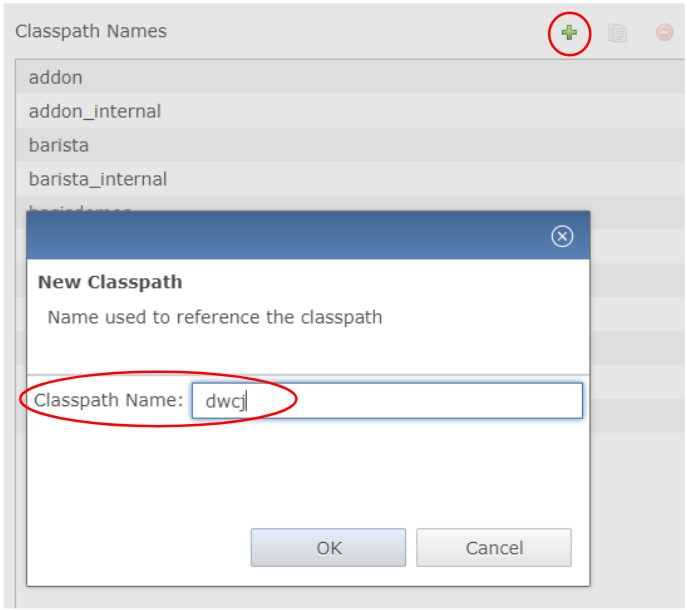 Classpath Names
addon
addon_internal
barista
barista_internal
New Classpath
Name used to reference the classpath
Classpath Name: dwcj
OK Cancel